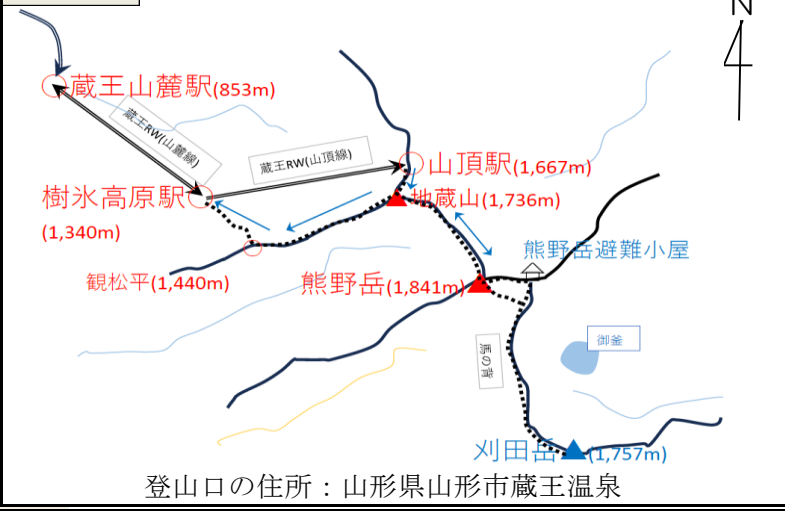 N
蔵王山麓駅(853m)
蔵王RW(山麓線)
蔵王RW(山頂線)
山頂駅(1,667m)
樹氷高原駅
(1,340m)
地蔵山(1,736m)
熊野岳避難小屋
観松平(1,440m)
熊野岳(1,841m)
御釜
馬の背
刈田岳(1,757m)
登山口の住所：山形県山形市蔵王温泉